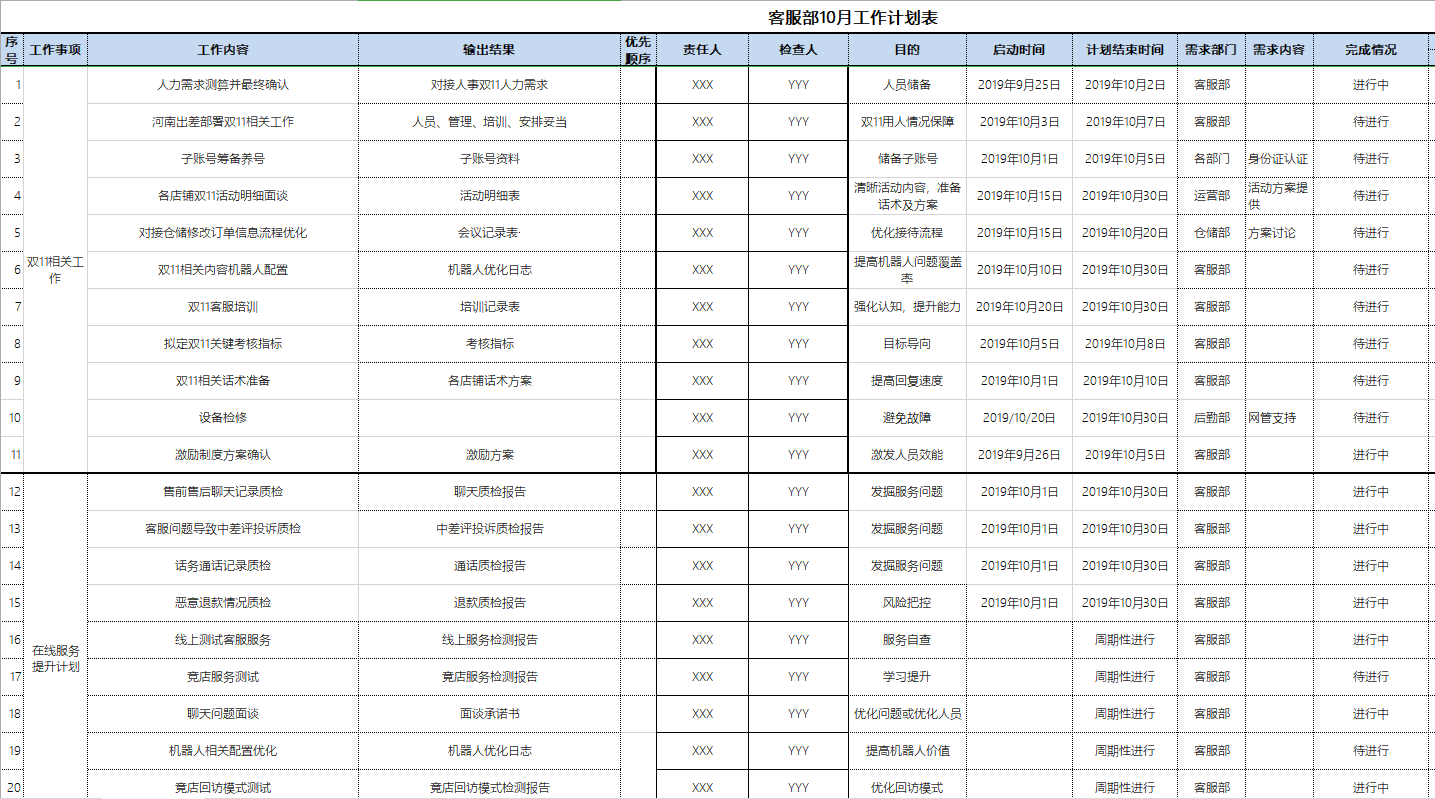 客服部10月工作计划表
序号 工作事项 工作内容 输出结果 优先顺序 责任人 检查人 目的 启动时间 计划结束时间 需求部门 需求内容 完成情况
双11相关工作
1 人力需求测算并最终确认 对接人事双11人力需求 XXX YYY 人员储备 2019年9月25日 2019年10月2日 客服部 进行中
2 河南出差部署双11相关工作 人员、管理、培训、安排妥当 XXX YYY 双11用人情况保障 2019年10月3日 2019年10月7日 客服部 待进行
3 子账号筹备养号 子账号资料 XXX YYY 储备子账号 2019年10月1日 2019年10月5日 各部门 身份证认证 待进行
4 各店铺双11活动明细面谈 活动明细表 XXX YYY 清晰活动内容，准备话术及方案 2019年10月15日 2019年10月30日 运营部 活动方案提供 待进行
5 对接仓储修改订单信息流程优化 会议记录表· XXX YYY 优化接待流程 2019年10月15日 2019年10月20日 仓储部 方案讨论 待进行
6 双11相关内容机器人配置 机器人优化日志 XXX YYY 提高机器人问题覆盖率 2019年10月10日 2019年10月30日 客服部 待进行
7 双11客服培训 培训记录表 XXX YYY 强化认知，提升能力 2019年10月20日 2019年10月30日 客服部 待进行
8 拟定双11关键考核指标 考核指标 XXX YYY 目标导向 2019年10月5日 2019年10月8日 客服部 待进行
9 双11相关话术准备 各店铺话术方案 XXX YYY 提高回复速度 2019年10月1日 2019年10月10日 客服部 待进行
10 设备检修 XXX YYY 避免故障 2019/10/20日 2019年10月30日 后勤部 网管支持 待进行
11 激励制度方案确认 激励方案 XXX YYY 激发人员效能 2019年9月26日 2019年10月5日 客服部 进行中
在线服务提升计划
12 售前售后聊天记录质检 聊天质检报告 XXX YYY 发掘服务问题 2019年10月1日 2019年10月30日 客服部 进行中
13 客服问题导致中差评投诉质检 中差评投诉质检报告 XXX YYY 发掘服务问题 2019年10月1日 2019年10月30日 客服部 进行中
14 话务通话记录质检 通话质检报告 XXX YYY 发掘服务问题 2019年10月1日 2019年10月30日 客服部 进行中
15 恶意退款情况质检 退款质检报告 XXX YYY 风险把控 2019年10月1日 2019年10月30日 客服部 进行中
16 线上测试客服服务 线上服务检测报告 XXX YYY 服务自查 周期性进行 客服部 进行中
17 竞店服务测试 竞店服务检测报告 XXX YYY 学习提升 周期性进行 客服部 待进行
18 聊天问题面谈 面谈承诺书 XXX YYY 优化问题或优化人员 周期性进行 客服部 进行中
19 机器人相关配置优化 机器人优化日志 XXX YYY 提高机器人价值 周期性进行 客服部 待进行
20 竞店回访模式测试 竞店回访模式检测报告 XXX YYY 优化回访模式 周期性进行 客服部 进行中